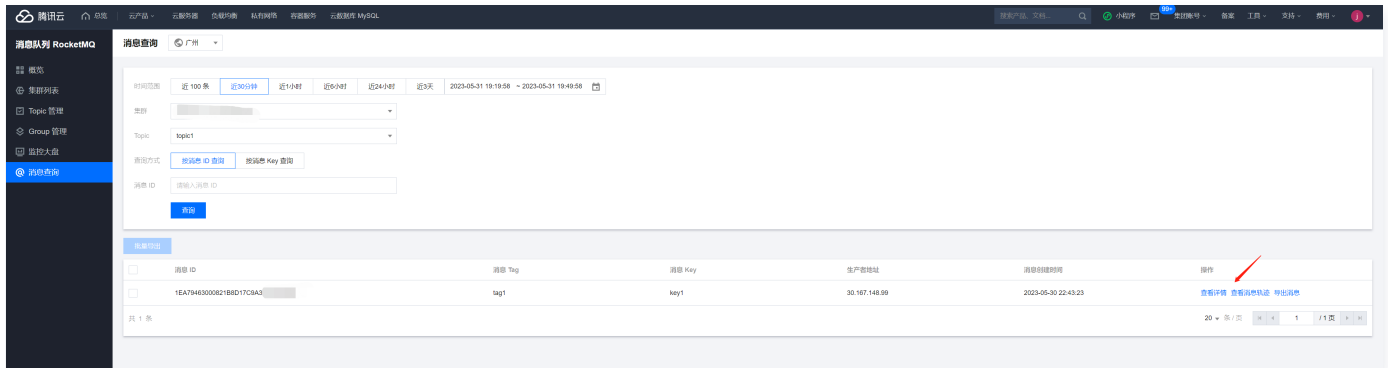 腾讯云 总览 云产品 云服务器 负载均衡 私有网络 容器服务 云数据库 MySQL 搜索产品、文档... 小程序 99+ 集团账号 备案 工具 支持 费用 j
消息队列 RocketMQ
概览
集群列表
Topic 管理
Group 管理
监控大盘
消息查询
消息查询 广州
时间范围 近 100 条 近30分钟 近1小时 近6小时 近24小时 近3天 2023-05-31 19:19:58 ~ 2023-05-31 19:49:58
集群
Topic topic1
查询方式 按消息 ID 查询 按消息 Key 查询
消息 ID 请输入消息 ID
查询
批量导出
消息 ID 消息 Tag 消息 Key 生产者地址 消息创建时间 操作
1EA79463000821B8D17C9A3 tag1 key1 30.167.148.99 2023-05-30 22:43:23 查看详情 查看消息轨迹 导出消息
共 1 条 20 条 / 页 1 / 1 页